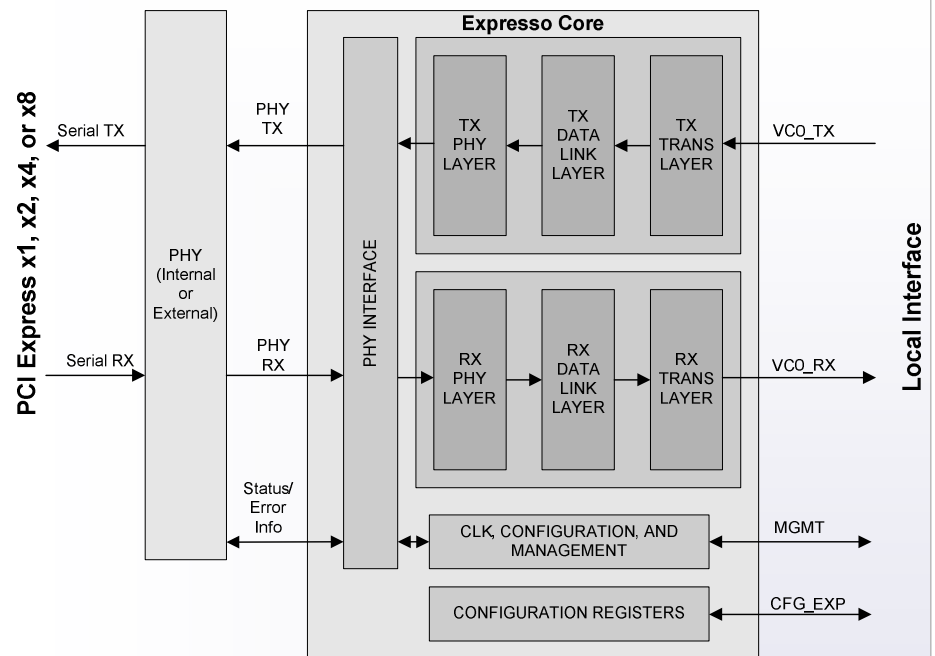 Expresso Core
PCI Express x1, x2, x4, or x8
Serial TX
PHY
TX
TX
PHY
LAYER
TX
DATA
LINK
LAYER
TX
TRANS
LAYER
VC0_TX
PHY
(Internal
or
External)
PHY INTERFACE
Local Interface
Serial RX
PHY
RX
RX
PHY
LAYER
RX
DATA
LINK
LAYER
RX
TRANS
LAYER
VC0_RX
Status/
Error
Info
CLK, CONFIGURATION, AND
MANAGEMENT
MGMT
CONFIGURATION REGISTERS
CFG_EXP